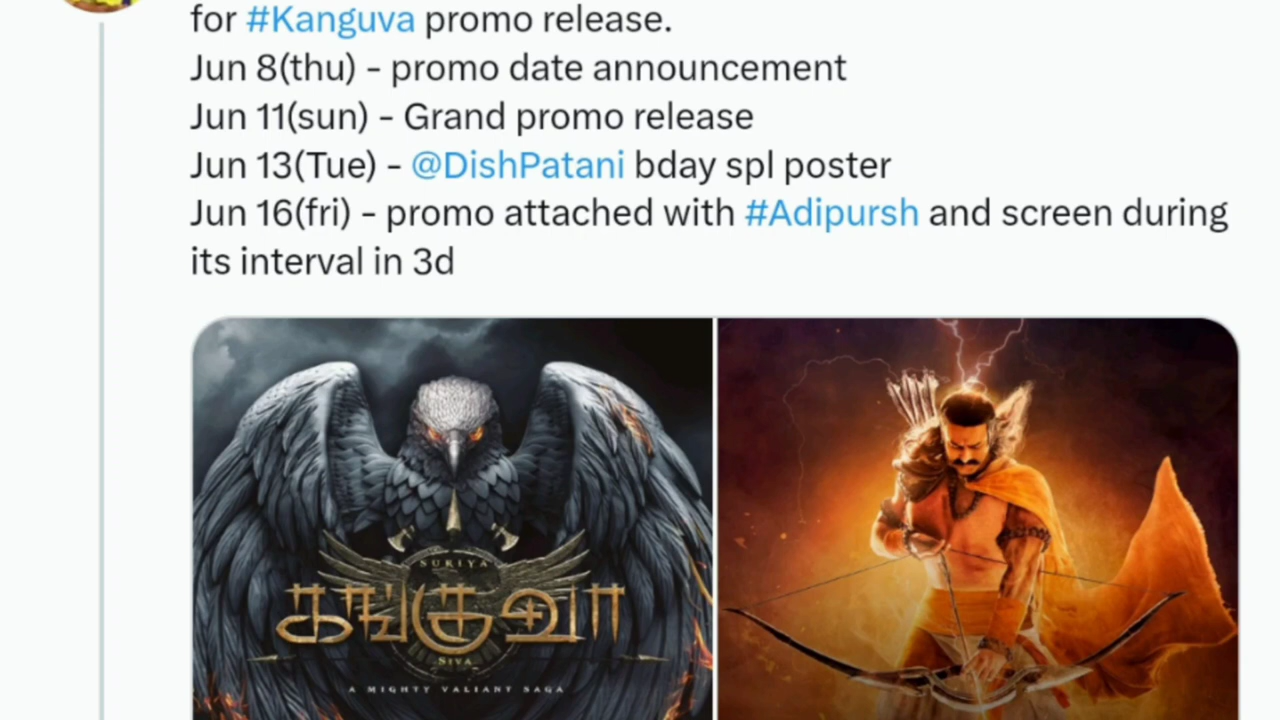 for #Kanguva promo release.
Jun 8(thu) - promo date announcement
Jun 11(sun) - Grand promo release
Jun 13(Tue) - @DishPatani bday spl poster
Jun 16(fri) - promo attached with #Adipursh and screen during
its interval in 3d
SURIYA
கங்குவா
SIVA
A MIGHTY VALIANT SAGA